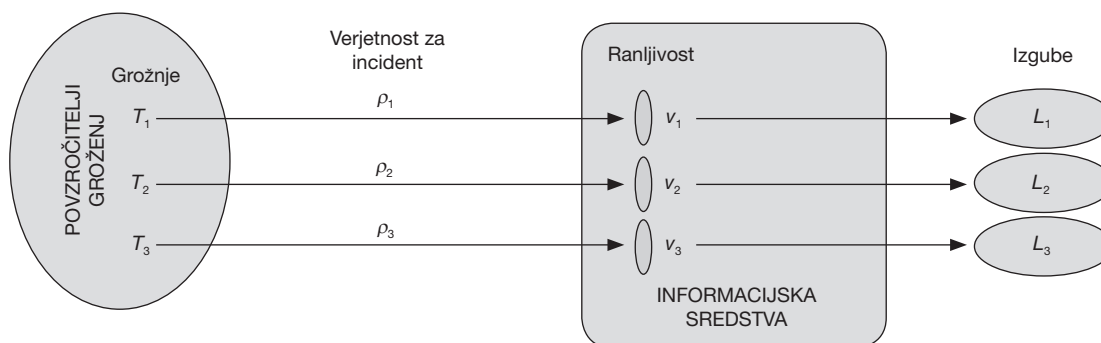 POVZROČITELJI
GROŽENJ
Grožnje
T1
T2
T3
Verjetnost za
incident
ρ1
ρ2
ρ3
Ranljivost
v1
v2
v3
INFORMACIJSKA
SREDSTVA
Izgube
L1
L2
L3